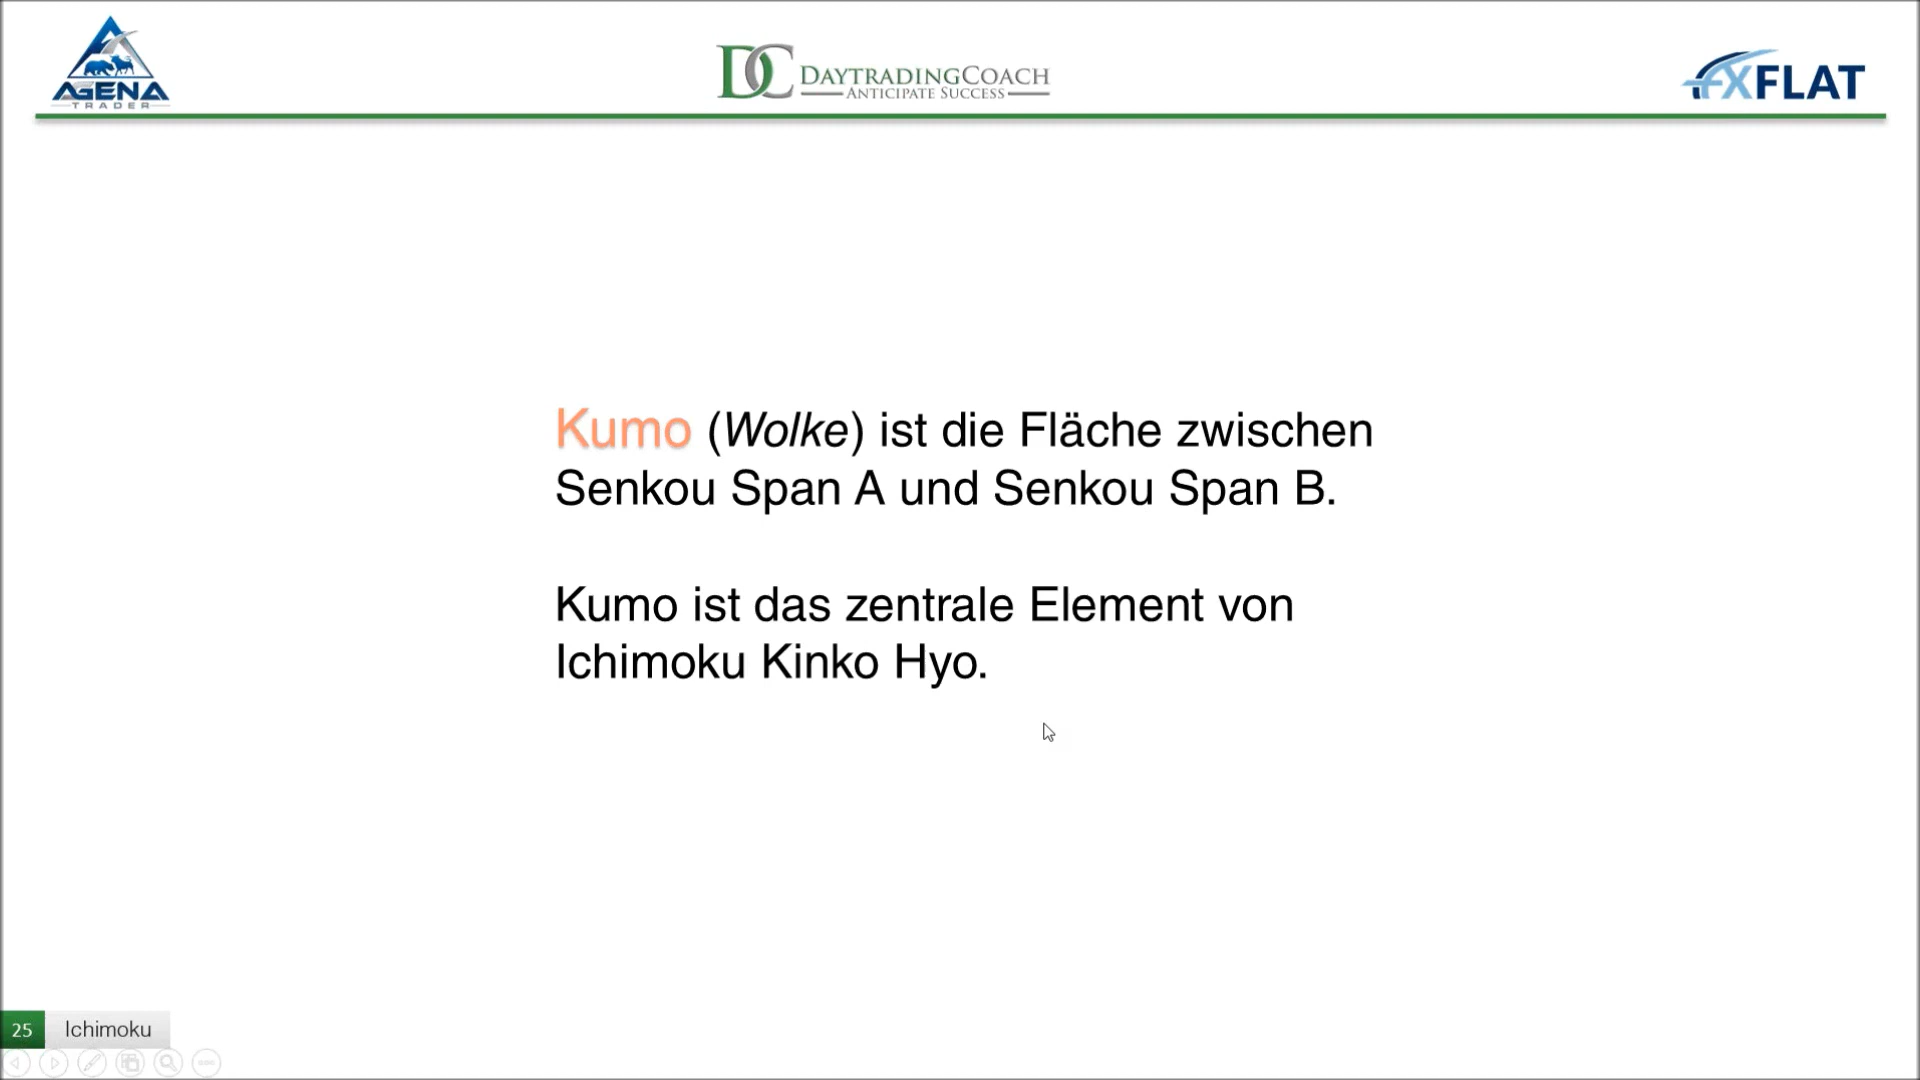 AGENA
TRADER
DC DAYTRADINGCOACH
ANTICIPATE SUCCESS
FXFLAT
Kumo (Wolke) ist die Fläche zwischen
Senkou Span A und Senkou Span B.
Kumo ist das zentrale Element von
Ichimoku Kinko Hyo.
25 Ichimoku